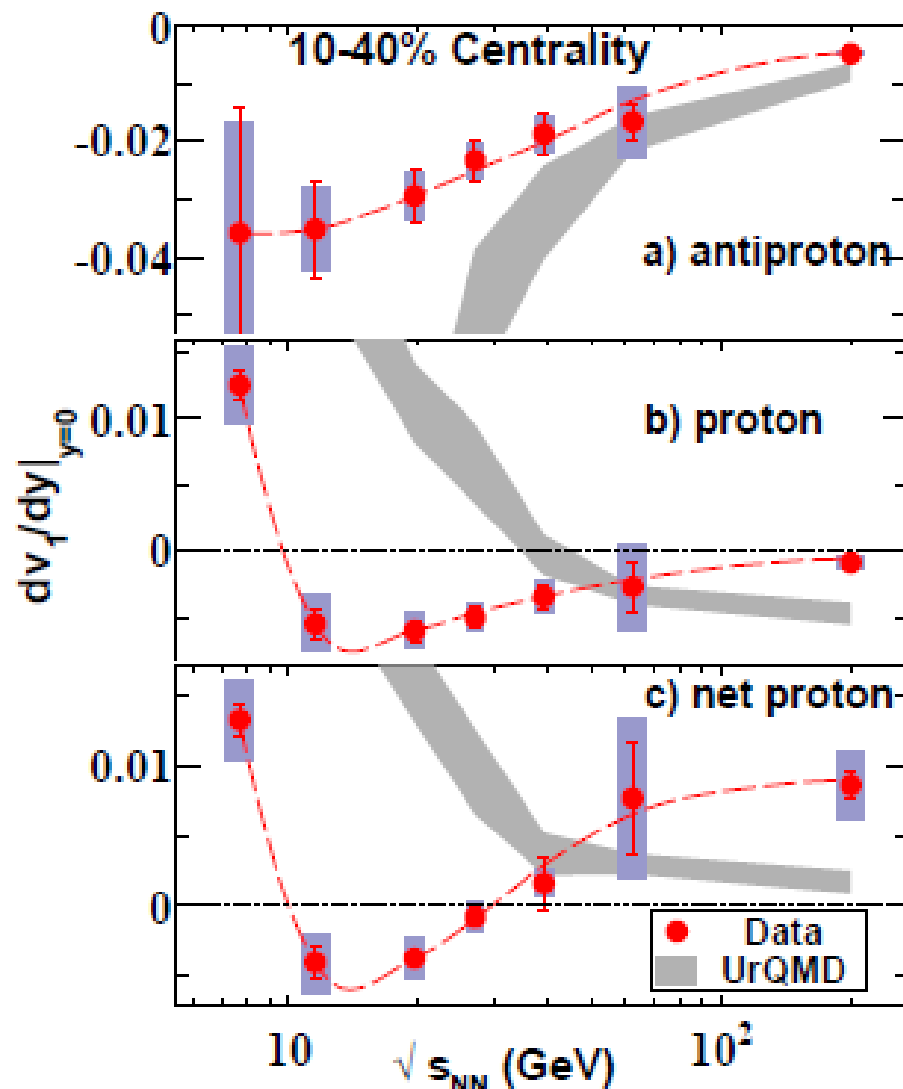 0
10-40% Centrality
-0.02
-0.04
a) antiproton
0.01
b) proton
0
dv₁/dy|y=0
c) net proton
0.01
0
Data
UrQMD
10
10²
√ sNN (GeV)